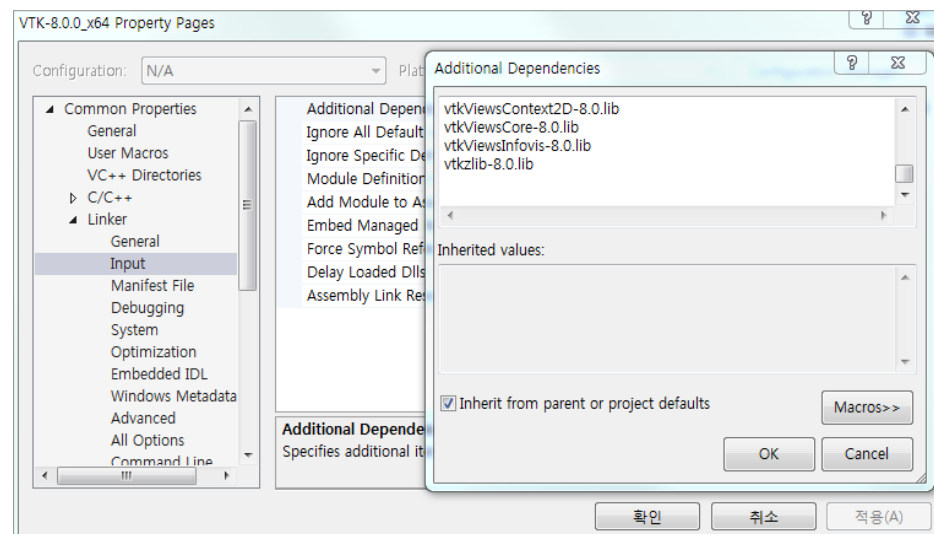 VTK-8.0.0_x64 Property Pages
Configuration: N/A Plat
Common Properties
General
User Macros
VC++ Directories
C/C++
Linker
General
Input
Manifest File
Debugging
System
Optimization
Embedded IDL
Windows Metadata
Advanced
All Options
Command Line
Additional Depend
Ignore All Default
Ignore Specific De
Module Definition
Add Module to As
Embed Managed
Force Symbol Ref
Delay Loaded Dlls
Assembly Link Res
Additional Depende
Specifies additional it
Additional Dependencies
vtkViewsContext2D-8.0.lib
vtkViewsCore-8.0.lib
vtkViewsInfovis-8.0.lib
vtkzlib-8.0.lib
Inherited values:
Inherit from parent or project defaults
Macros>>
OK Cancel
확인 취소 적용(A)